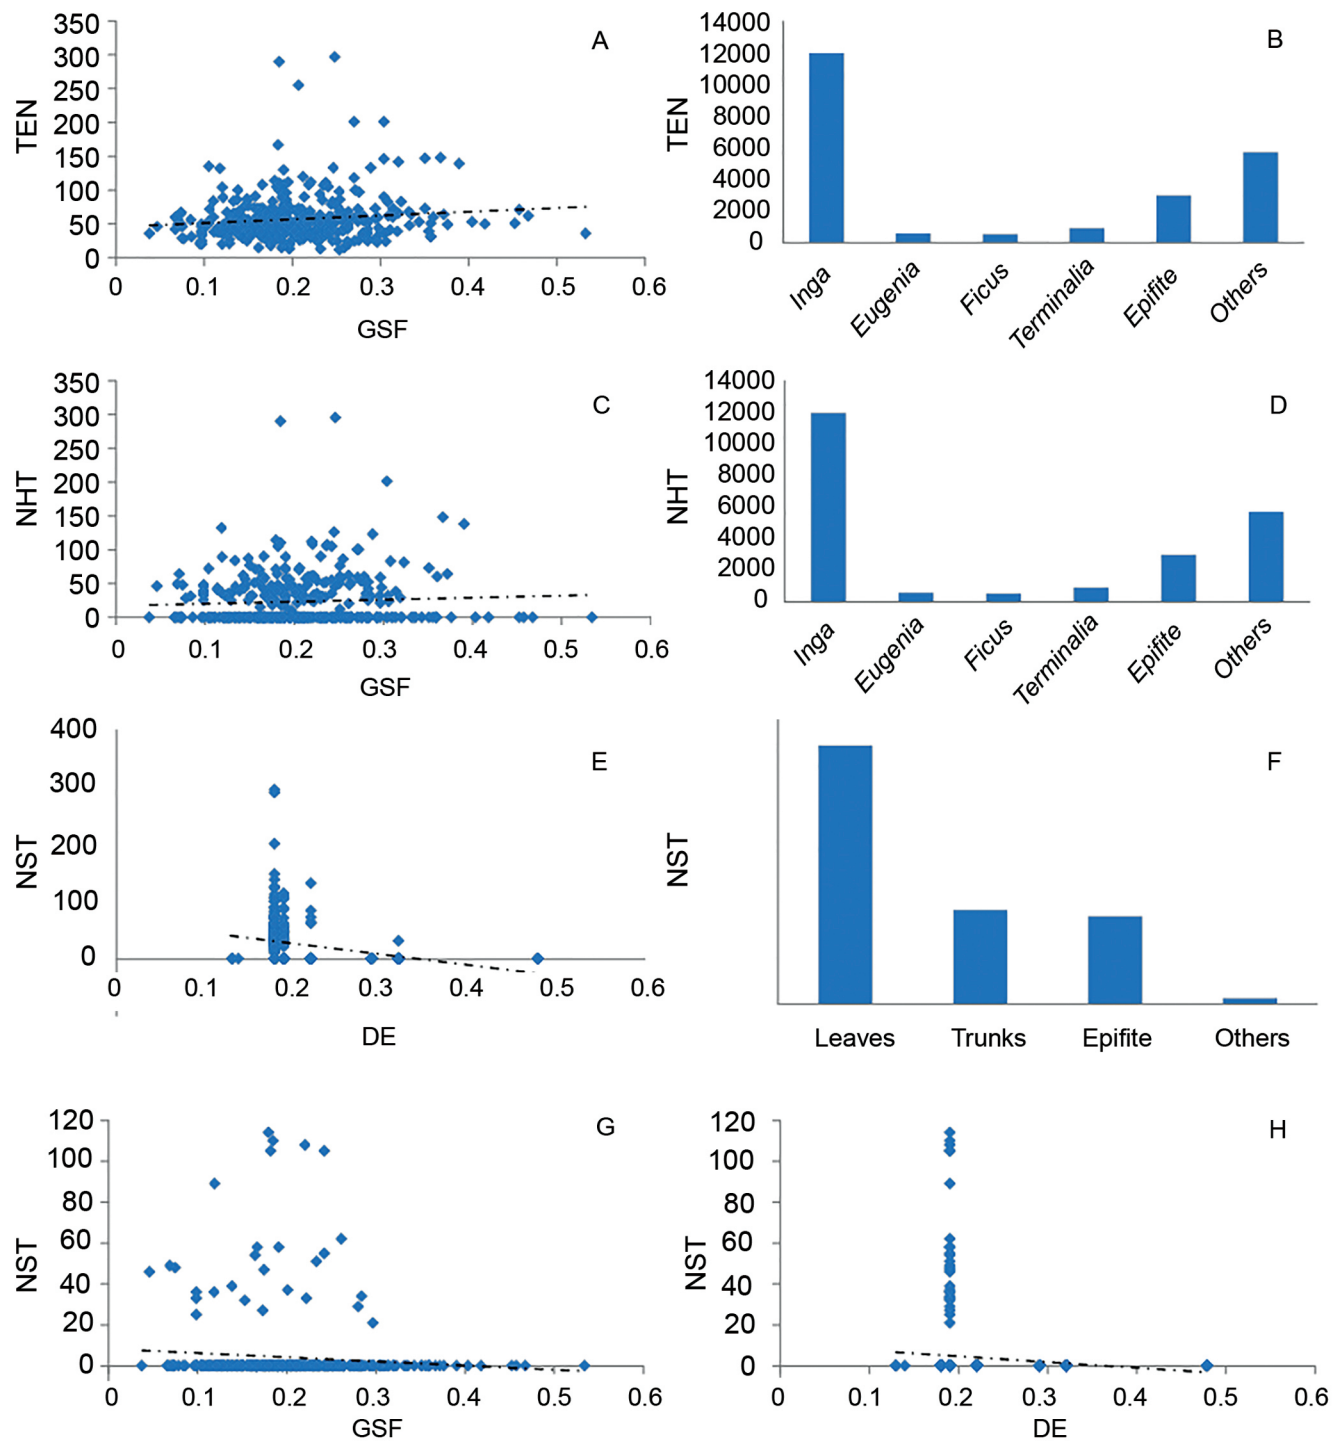 A
TEN
350
300
250
200
150
100
50
0
0 0.1 0.2 0.3 0.4 0.5 0.6
GSF
B
TEN
14000
12000
10000
8000
6000
4000
2000
0
Inga Eugenia Ficus Terminalia Epifite Others
C
NHT
350
300
250
200
150
100
50
0
0 0.1 0.2 0.3 0.4 0.5 0.6
GSF
D
NHT
14000
12000
10000
8000
6000
4000
2000
0
Inga Eugenia Ficus Terminalia Epifite Others
E
NST
400
300
200
100
0
0 0.1 0.2 0.3 0.4 0.5 0.6
DE
F
NST
Leaves Trunks Epifite Others
G
NST
120
100
80
60
40
20
0
0 0.1 0.2 0.3 0.4 0.5 0.6
GSF
H
NST
120
100
80
60
40
20
0
0 0.1 0.2 0.3 0.4 0.5 0.6
DE